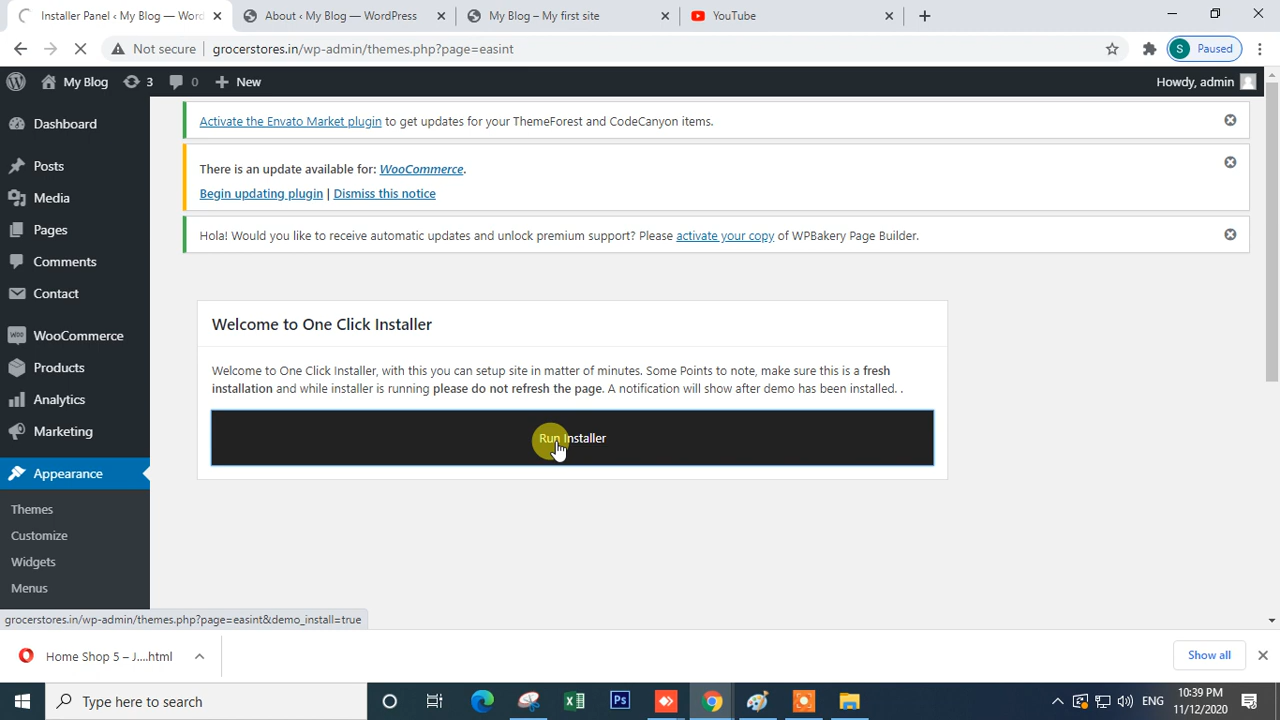 Installer Panel ‹ My Blog — Word
About ‹ My Blog — WordPress
My Blog – My first site
YouTube
Not secure
grocerstores.in/wp-admin/themes.php?page=easint
S Paused
My Blog 3 0 New Howdy, admin
Dashboard
Posts
Media
Pages
Comments
Contact
Woo WooCommerce
Products
Analytics
Marketing
Appearance
Themes
Customize
Widgets
Menus
Activate the Envato Market plugin to get updates for your ThemeForest and CodeCanyon items.
There is an update available for: WooCommerce.
Begin updating plugin | Dismiss this notice
Hola! Would you like to receive automatic updates and unlock premium support? Please activate your copy of WPBakery Page Builder.
Welcome to One Click Installer
Welcome to One Click Installer, with this you can setup site in matter of minutes. Some Points to note, make sure this is a fresh
installation and while installer is running please do not refresh the page. A notification will show after demo has been installed. .
Run Installer
grocerstores.in/wp-admin/themes.php?page=easint&demo_install=true
Home Shop 5 – J....html
Show all
Type here to search
Ps
ENG
10:39 PM
11/12/2020